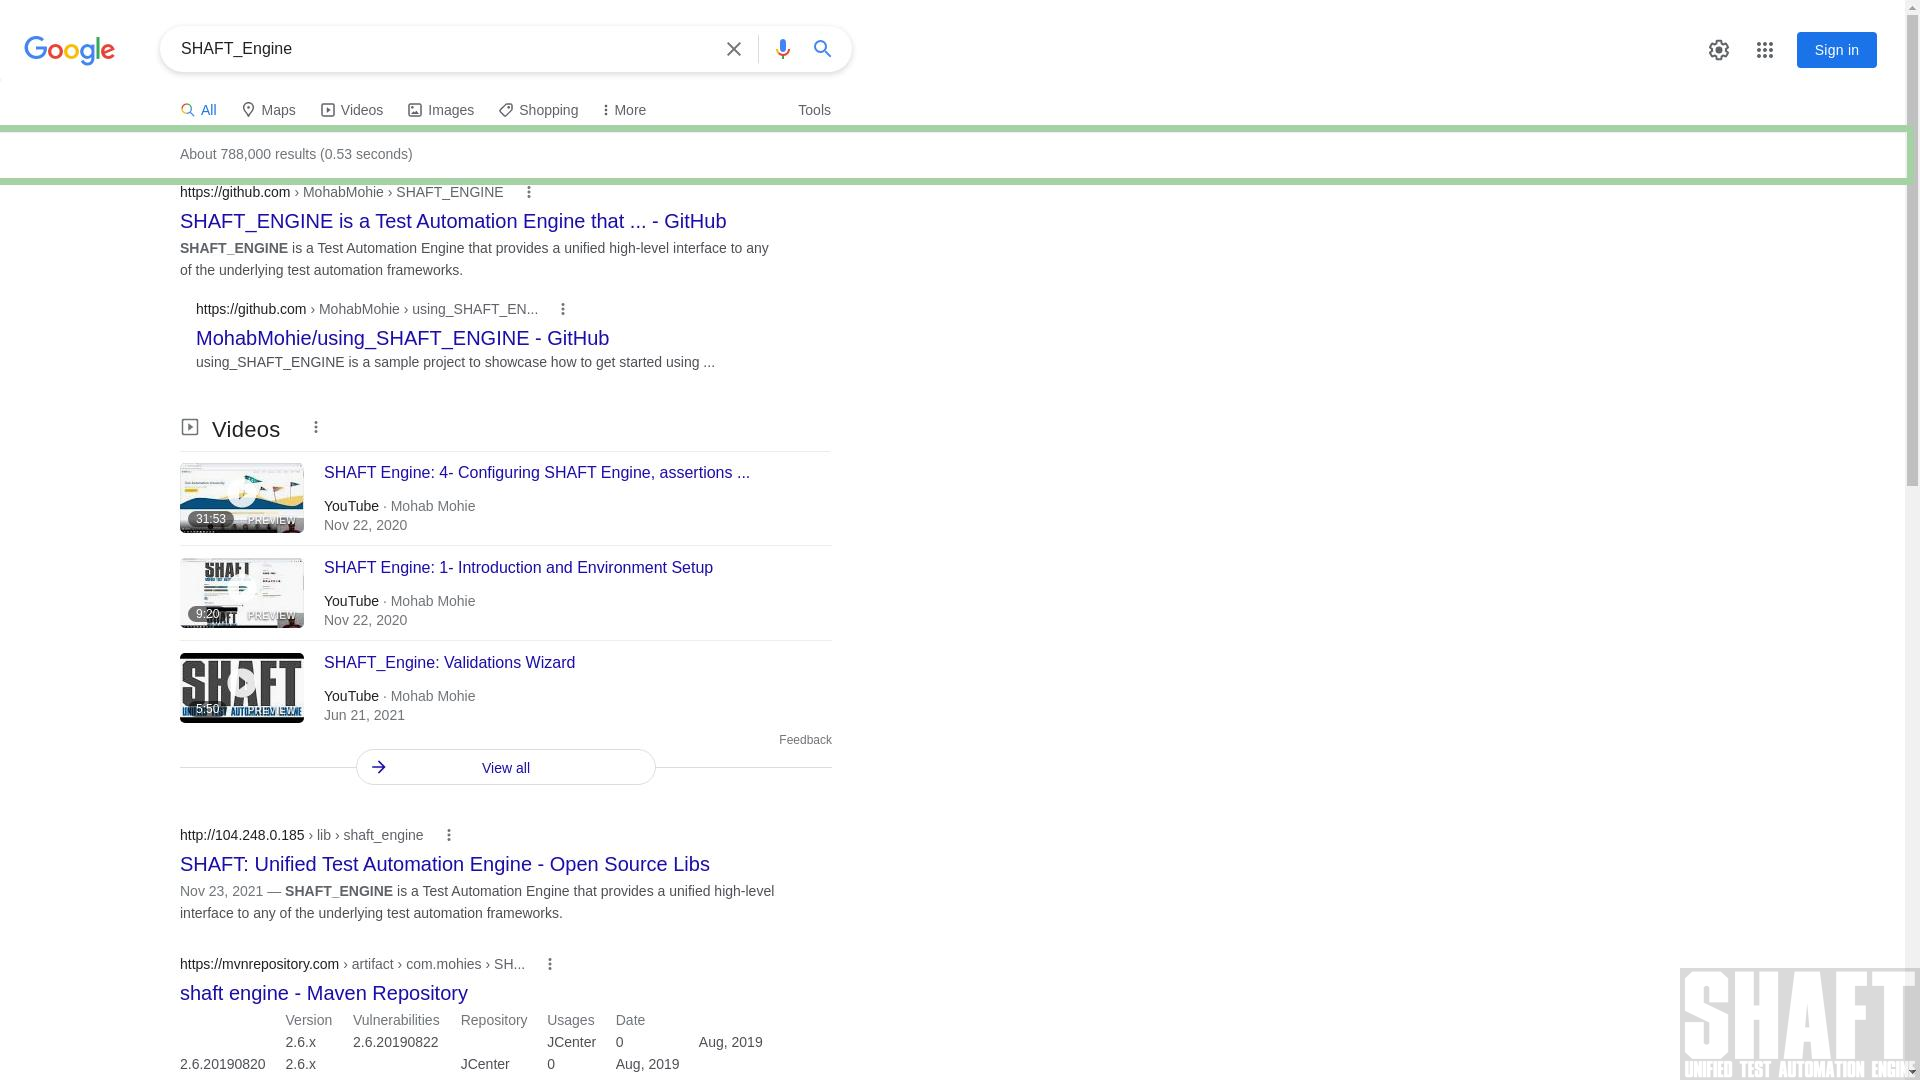 Google
SHAFT_Engine
Sign in
All
Maps
Videos
Images
Shopping
More
Tools
About 788,000 results (0.53 seconds)
https://github.com › MohabMohie › SHAFT_ENGINE
SHAFT_ENGINE is a Test Automation Engine that ... - GitHub
SHAFT_ENGINE is a Test Automation Engine that provides a unified high-level interface to any
of the underlying test automation frameworks.
https://github.com › MohabMohie › using_SHAFT_EN...
MohabMohie/using_SHAFT_ENGINE - GitHub
using_SHAFT_ENGINE is a sample project to showcase how to get started using ...
Videos
SHAFT Engine: 4- Configuring SHAFT Engine, assertions ...
YouTube · Mohab Mohie
31:53
PREVIEW
Nov 22, 2020
SHAFT Engine: 1- Introduction and Environment Setup
SHAFT
YouTube · Mohab Mohie
9:20
PREVIEW
Nov 22, 2020
SHAFT_Engine: Validations Wizard
SHAFT
YouTube · Mohab Mohie
5:50
PREVIEW
UNIFIED TEST AUTOMATION ENGINE
Jun 21, 2021
Feedback
View all
http://104.248.0.185 › lib › shaft_engine
SHAFT: Unified Test Automation Engine - Open Source Libs
Nov 23, 2021 — SHAFT_ENGINE is a Test Automation Engine that provides a unified high-level
interface to any of the underlying test automation frameworks.
https://mvnrepository.com › artifact › com.mohies › SH...
shaft engine - Maven Repository
Version Vulnerabilities Repository Usages Date
2.6.x 2.6.20190822 JCenter 0 Aug, 2019
2.6.20190820 2.6.x JCenter 0 Aug, 2019
SHAFT
UNIFIED TEST AUTOMATION ENGINE